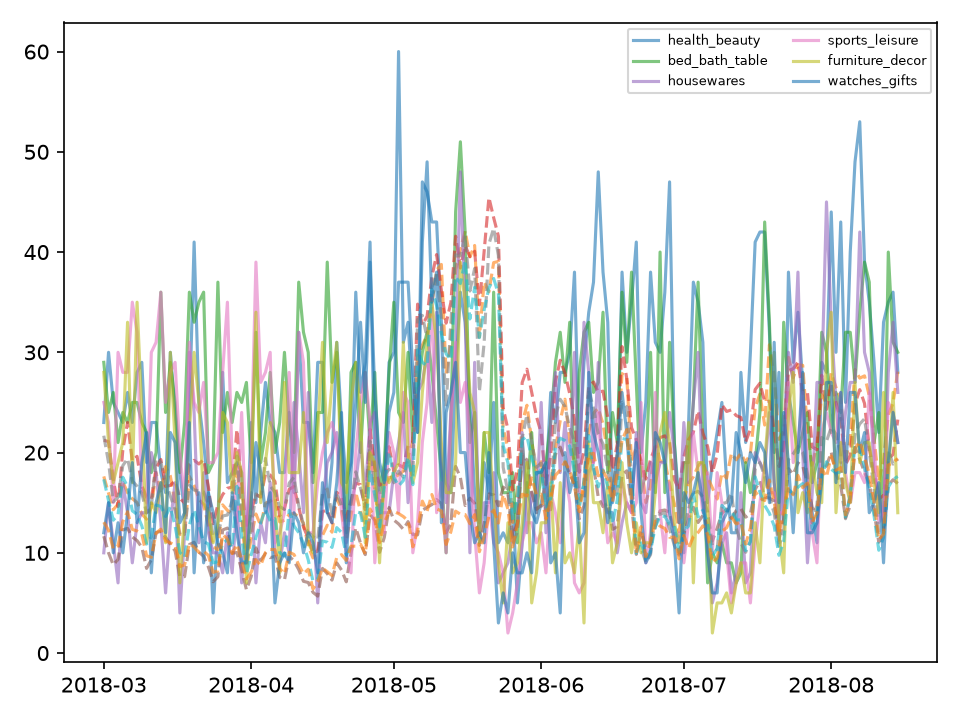 health_beauty
bed_bath_table
housewares
sports_leisure
furniture_decor
watches_gifts
60
50
40
30
20
10
0
2018-03 2018-04 2018-05 2018-06 2018-07 2018-08